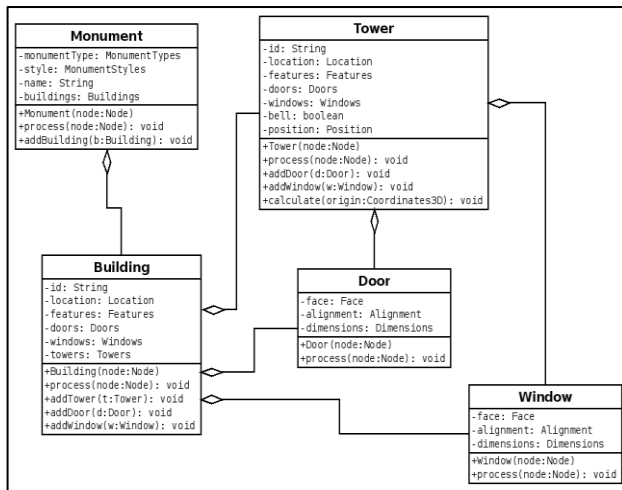 Monument
-monumentType: MonumentTypes
-style: MonumentStyles
-name: String
-buildings: Buildings
+Monument(node:Node)
+process(node:Node): void
+addBuilding(b:Building): void
Tower
-id: String
-location: Location
-features: Features
-doors: Doors
-windows: Windows
-bell: boolean
-position: Position
+Tower(node:Node)
+process(node:Node): void
+addDoor(d:Door): void
+addWindow(w:Window): void
+calculate(origin:Coordinates3D): void
Building
-id: String
-location: Location
-features: Features
-doors: Doors
-windows: Windows
-towers: Towers
+Building(node:Node)
+process(node:Node): void
+addTower(t:Tower): void
+addDoor(d:Door): void
+addWindow(w:Window): void
Door
-face: Face
-alignment: Alignment
-dimensions: Dimensions
+Door(node:Node)
+process(node:Node): void
Window
-face: Face
-alignment: Alignment
-dimensions: Dimensions
+Window(node:Node)
+process(node:Node): void